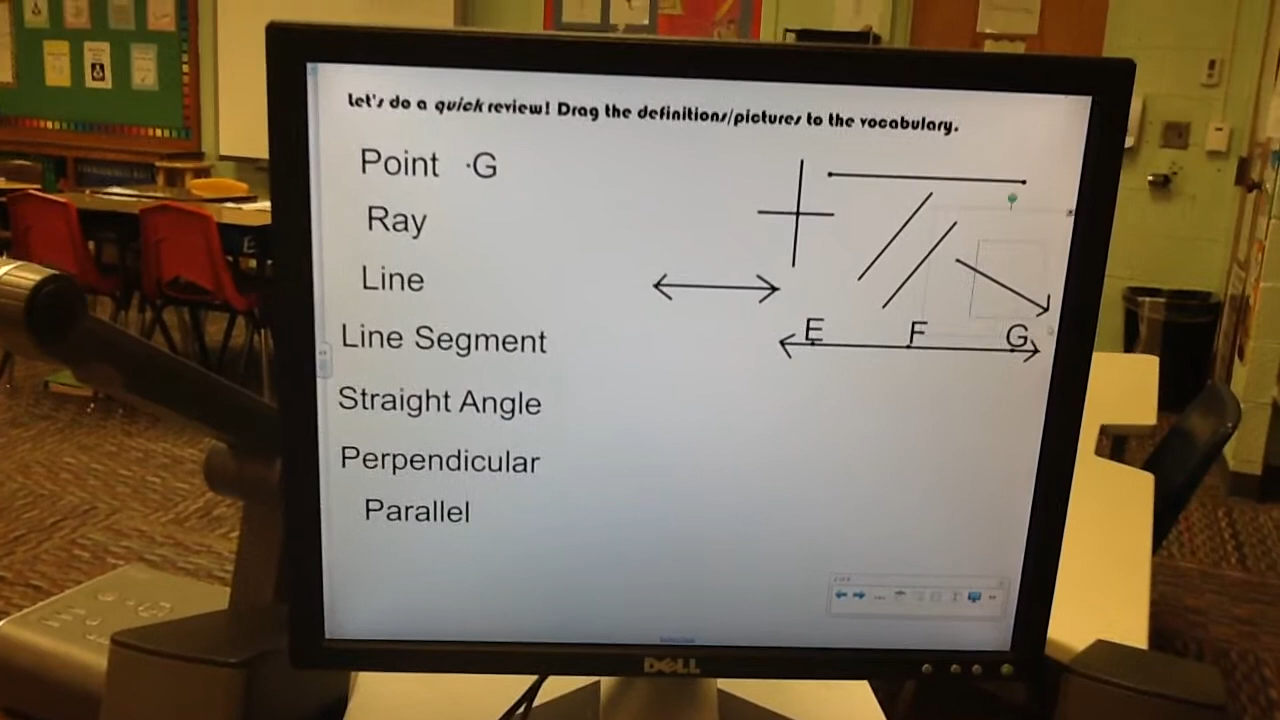 Let's do a quick review! Drag the definitions/pictures to the vocabulary.
Point ·G
Ray
Line
E F G
Line Segment
Straight Angle
Perpendicular
Parallel
DELL